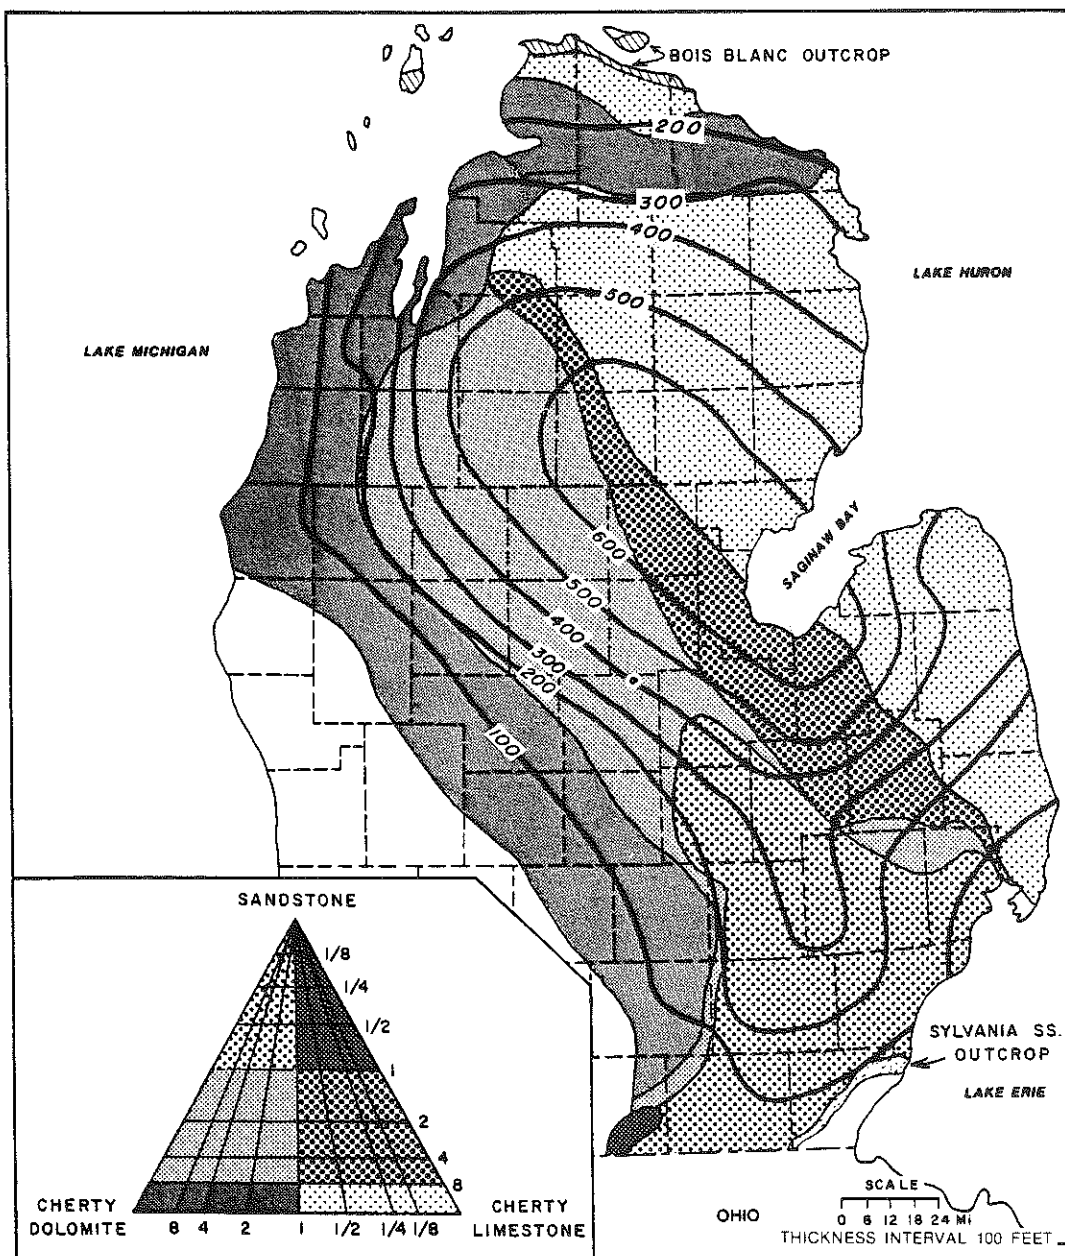 BOIS BLANC OUTCROP
200
300
400
LAKE HURON
500
LAKE MICHIGAN
SAGINAW BAY
600
500
400
300
200
100
SANDSTONE
1/8
1/4
1/2
1
2
4
8
CHERTY
DOLOMITE
8 4 2 1 1/2 1/4 1/8
CHERTY
LIMESTONE
SYLVANIA SS.
OUTCROP
LAKE ERIE
OHIO
SCALE
0 6 12 18 24 Mi
THICKNESS INTERVAL 100 FEET